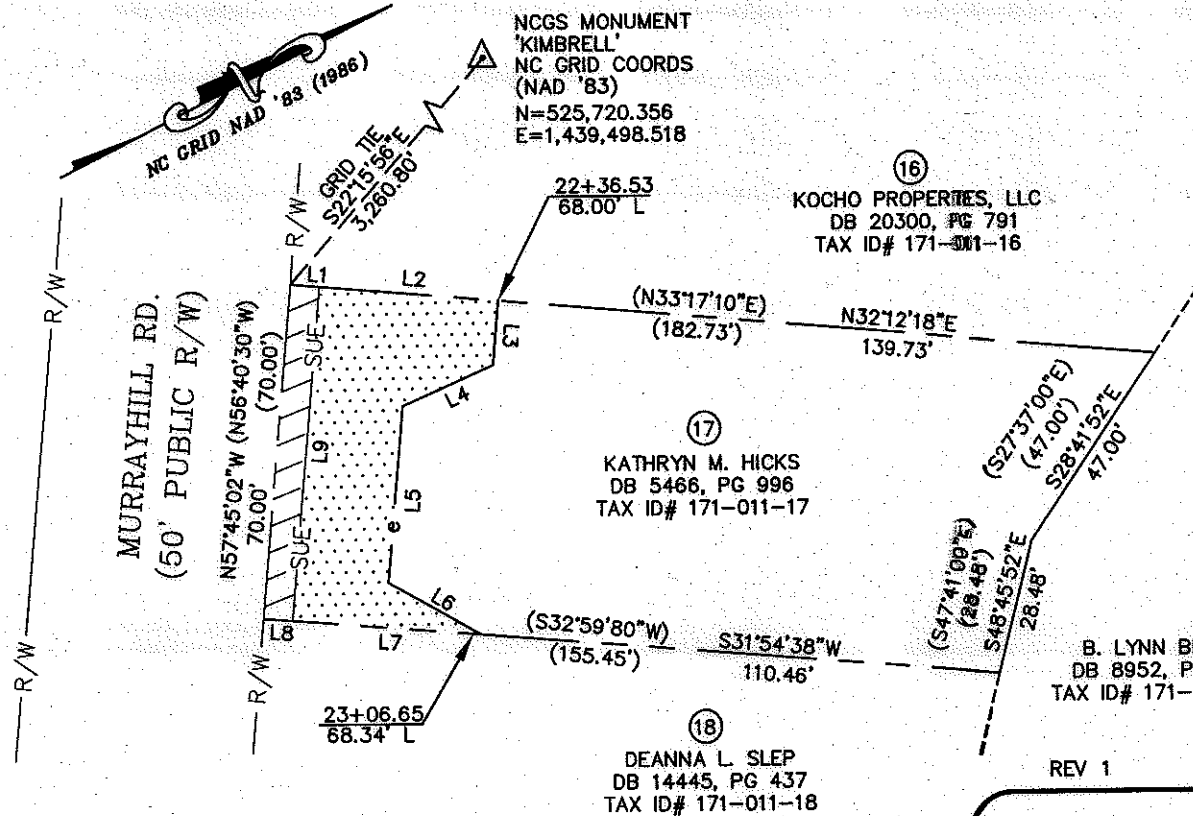 NCGS MONUMENT
'KIMBRELL'
NC GRID COORDS
(NAD '83)
N=525,720.356
E=1,439,498.518
NC GRID NAD '83 (1986)
GRID TIE
S22°15'56"E
3,260.80'
R/W
R/W
22+36.53
68.00' L
16
KOCHO PROPERTIES, LLC
DB 20300, PG 791
TAX ID# 171-011-16
L1
L2
L3
L4
L5
L6
L7
L8
L9
SUE
SUE
e
(N33°17'10"E)
(182.73')
N32°12'18"E
139.73'
MURRAYHILL RD.
(50' PUBLIC R/W)
N57°45'02"W (N56°40'30"W)
70.00' (70.00')
17
KATHRYN M. HICKS
DB 5466, PG 996
TAX ID# 171-011-17
(S27°37'00"E)
(47.00')
S28°41'52"E
47.00'
(S47°41'00"E)
(28.48')
S48°45'52"E
28.48'
(S32°59'80"W)
(155.45')
S31°54'38"W
110.46'
B. LYNN B
DB 8952, P
TAX ID# 171-
R/W
R/W
23+06.65
68.34' L
18
DEANNA L. SLEP
DB 14445, PG 437
TAX ID# 171-011-18
REV 1